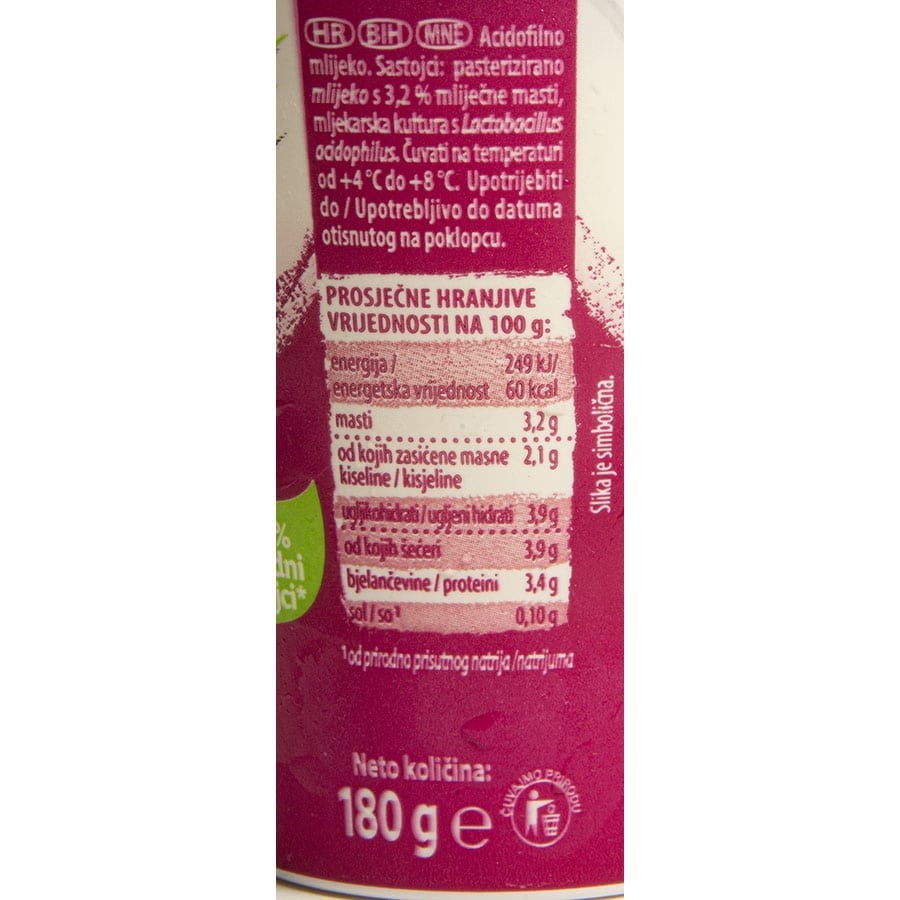 HR BIH MNE Acidofilno
mlijeko. Sastojci: pasterizirano
mlijeko s 3,2 % mliječne masti,
mljekarska kultura s Lactobacillus
acidophilus. Čuvati na temperaturi
od +4 °C do +8 °C. Upotrijebiti
do / Upotrebljivo do datuma
otisnutog na poklopcu.
PROSJEČNE HRANJIVE
VRIJEDNOSTI NA 100 g:
energija / 249 kJ/
energetska vrijednost 60 kcal
masti 3,2 g
od kojih zasićene masne 2,1 g
kiseline / kisjeline
ugljikohidrati / ugljeni hidrati 3,9 g
od kojih šećeri 3,9 g
bjelančevine / proteini 3,4 g
sol / so¹ 0,10 g
¹ od prirodno prisutnog natrija /natrijuma
Slika je simbolična.
Neto količina:
180 g e
ČUVAJMO PRIRODU